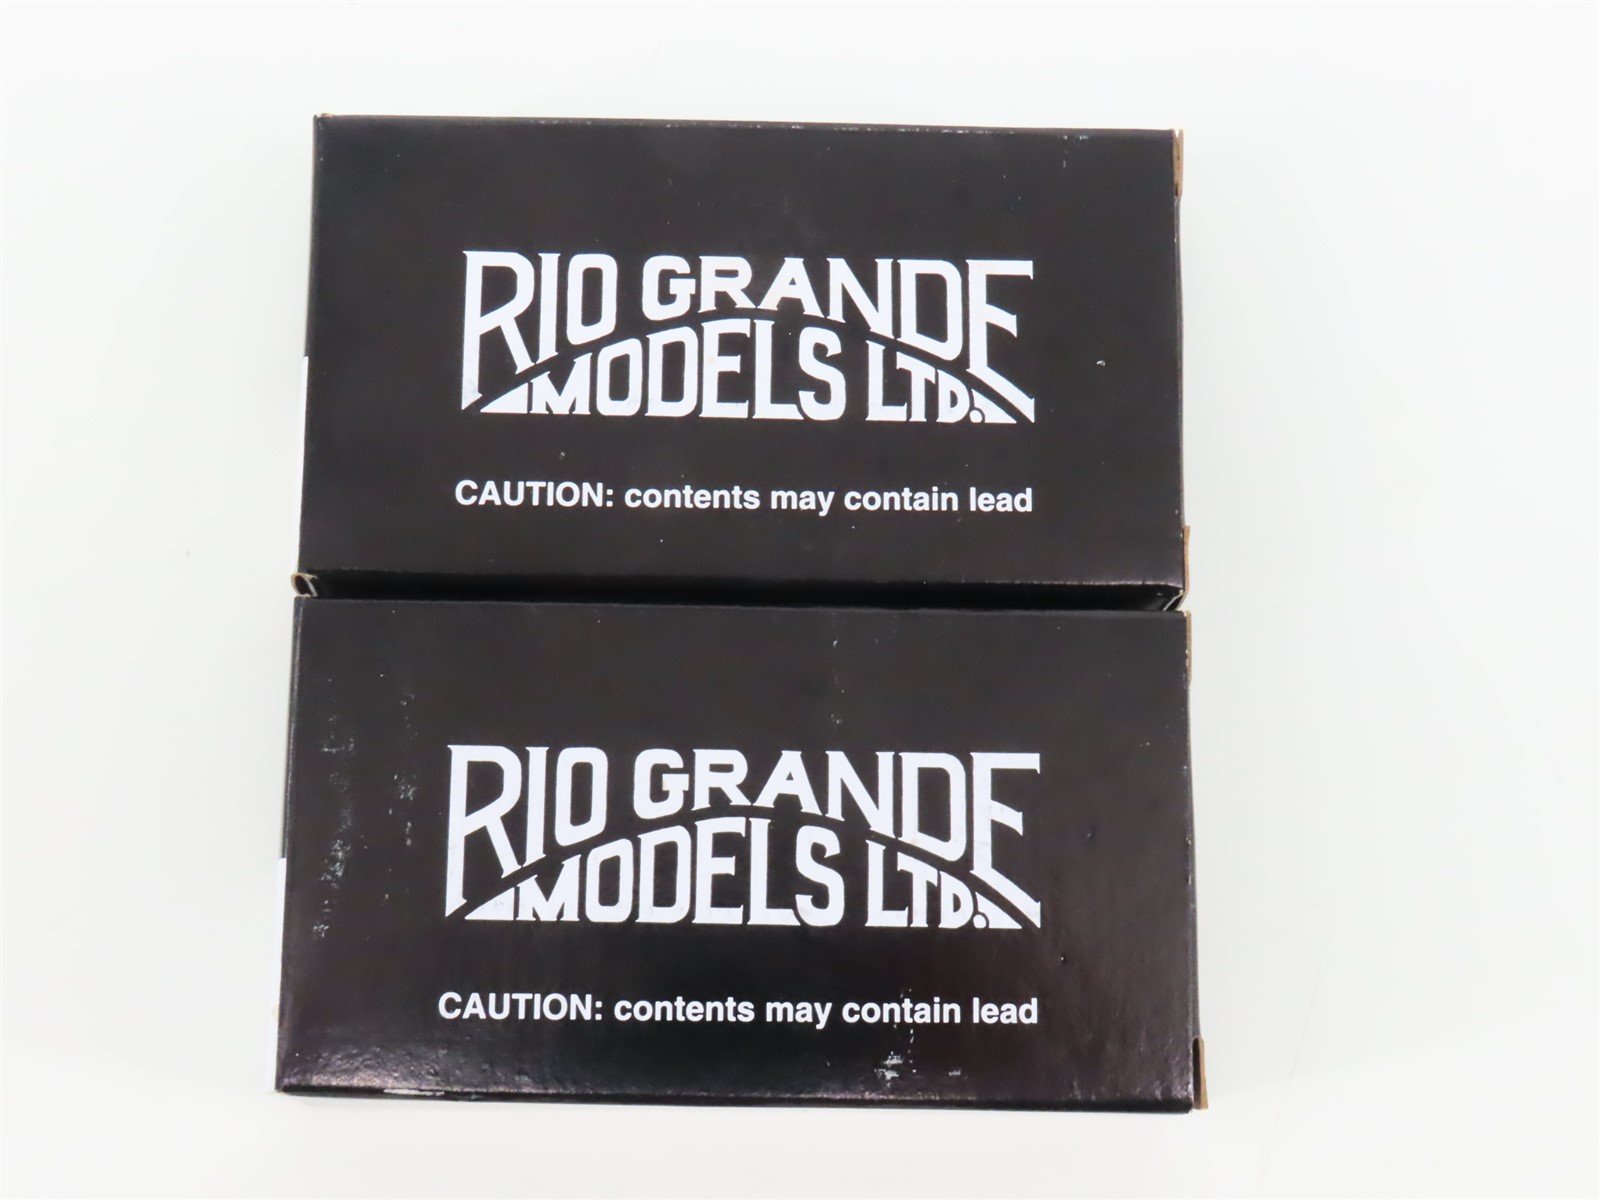 RIO GRANDE
MODELS LTD.
CAUTION: contents may contain lead
RIO GRANDE
MODELS LTD.
CAUTION: contents may contain lead